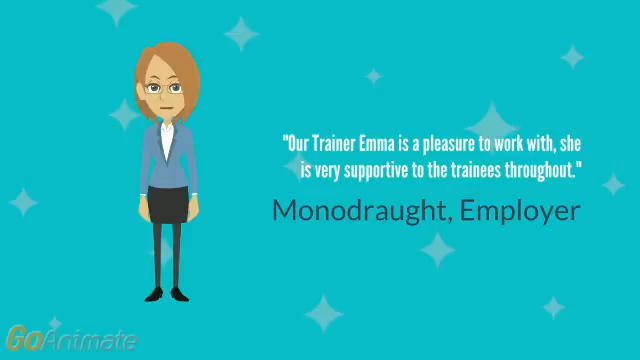 "Our Trainer Emma is a pleasure to work with, she
is very supportive to the trainees throughout."
Monodraught, Employer
GoAnimate